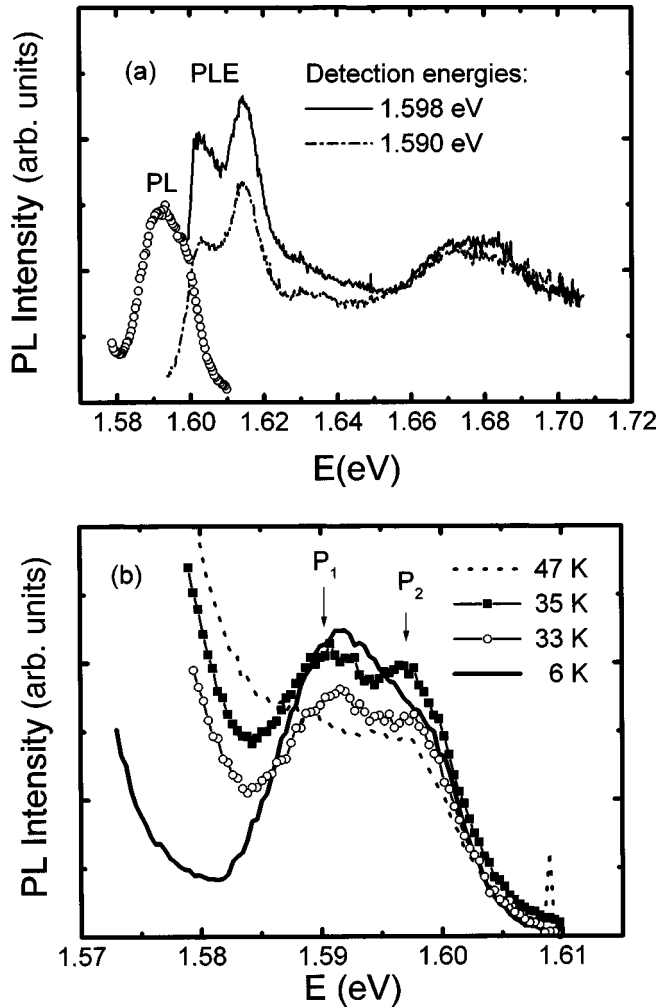 (a)
PLE
Detection energies:
1.598 eV
1.590 eV
PL
PL Intensity (arb. units)
1.58 1.60 1.62 1.64 1.66 1.68 1.70 1.72
E(eV)
(b)
P1
P2
47 K
35 K
33 K
6 K
PL Intensity (arb. units)
1.57 1.58 1.59 1.60 1.61
E (eV)